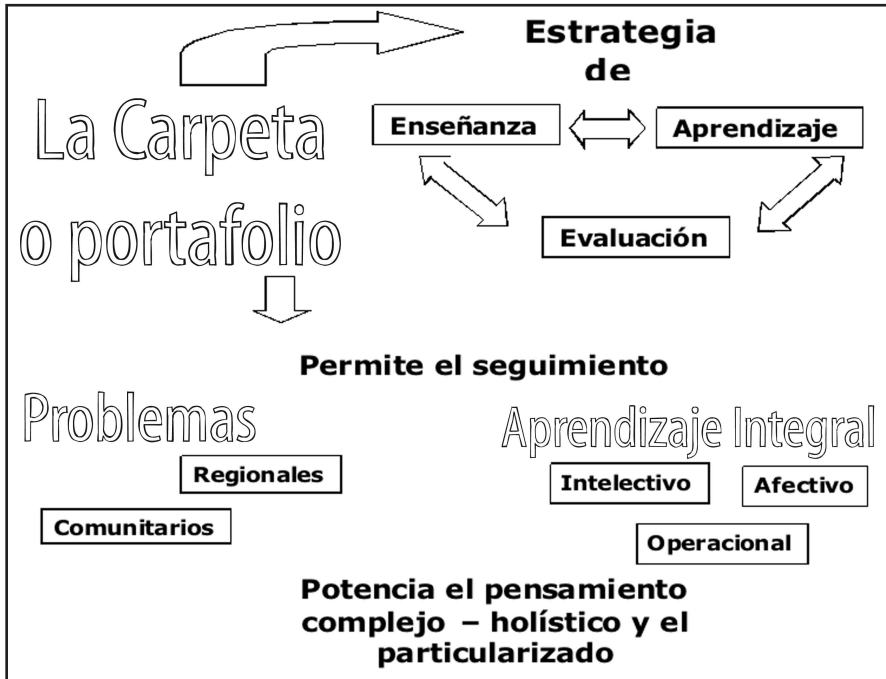 Estrategia
de
La Carpeta
o portafolio
Enseñanza
Aprendizaje
Evaluación
Permite el seguimiento
Problemas
Regionales
Comunitarios
Aprendizaje Integral
Intelectivo
Afectivo
Operacional
Potencia el pensamiento
complejo – holístico y el
particularizado